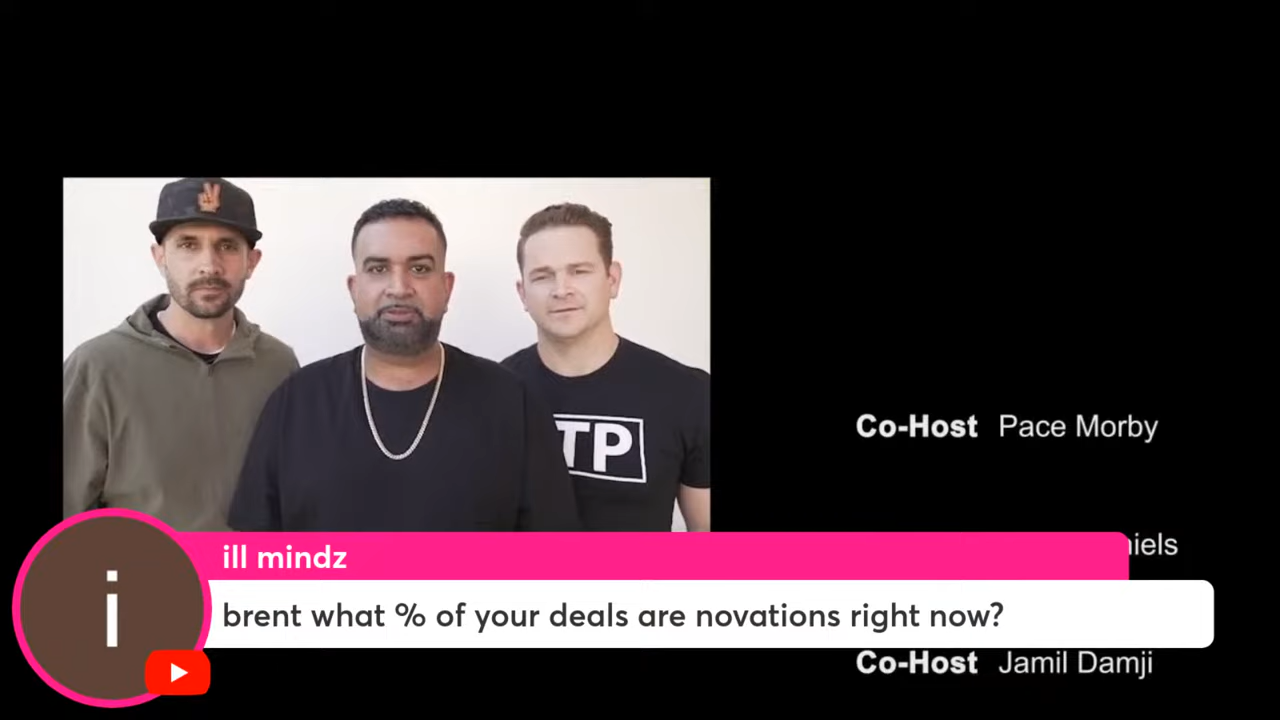 TP
Co-Host Pace Morby
niels
i
ill mindz
brent what % of your deals are novations right now?
Co-Host Jamil Damji